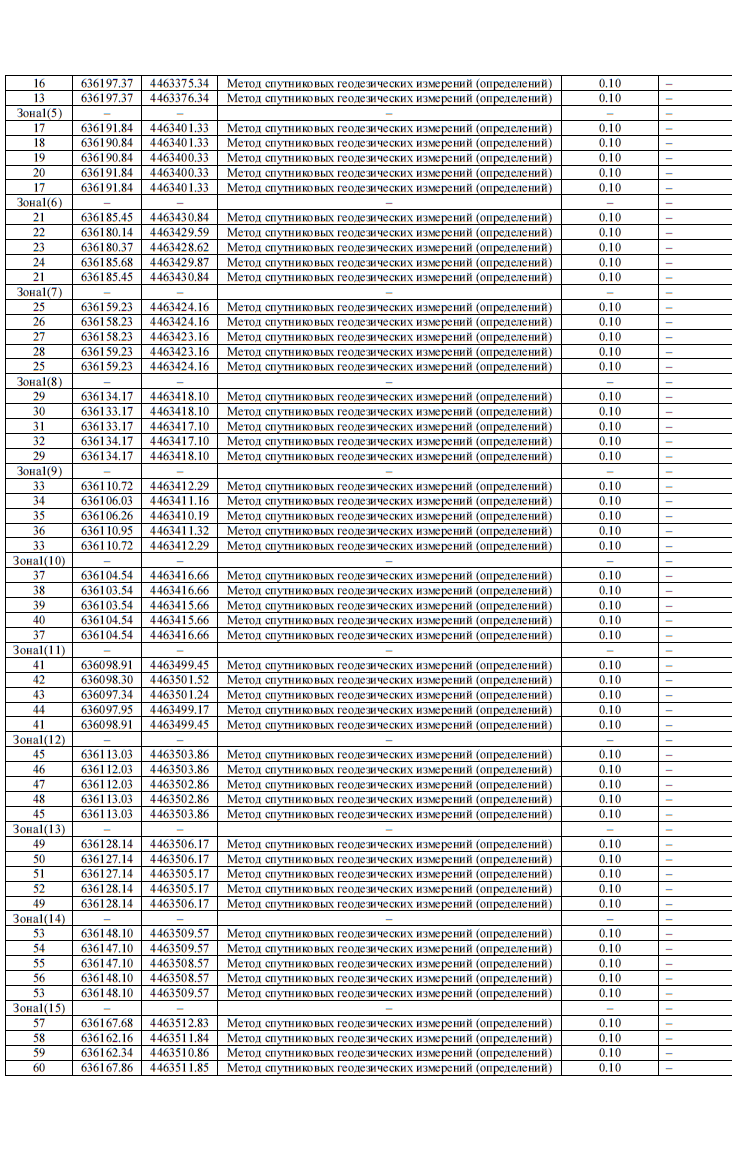 16 636197.37 4463375.34 Метод спутниковых геодезических измерений (определений) 0.10 –
13 636197.37 4463376.34 Метод спутниковых геодезических измерений (определений) 0.10 –
Зона1(5) – – – – –
17 636191.84 4463401.33 Метод спутниковых геодезических измерений (определений) 0.10 –
18 636190.84 4463401.33 Метод спутниковых геодезических измерений (определений) 0.10 –
19 636190.84 4463400.33 Метод спутниковых геодезических измерений (определений) 0.10 –
20 636191.84 4463400.33 Метод спутниковых геодезических измерений (определений) 0.10 –
17 636191.84 4463401.33 Метод спутниковых геодезических измерений (определений) 0.10 –
Зона1(6) – – – – –
21 636185.45 4463430.84 Метод спутниковых геодезических измерений (определений) 0.10 –
22 636180.14 4463429.59 Метод спутниковых геодезических измерений (определений) 0.10 –
23 636180.37 4463428.62 Метод спутниковых геодезических измерений (определений) 0.10 –
24 636185.68 4463429.87 Метод спутниковых геодезических измерений (определений) 0.10 –
21 636185.45 4463430.84 Метод спутниковых геодезических измерений (определений) 0.10 –
Зона1(7) – – – – –
25 636159.23 4463424.16 Метод спутниковых геодезических измерений (определений) 0.10 –
26 636158.23 4463424.16 Метод спутниковых геодезических измерений (определений) 0.10 –
27 636158.23 4463423.16 Метод спутниковых геодезических измерений (определений) 0.10 –
28 636159.23 4463423.16 Метод спутниковых геодезических измерений (определений) 0.10 –
25 636159.23 4463424.16 Метод спутниковых геодезических измерений (определений) 0.10 –
Зона1(8) – – – – –
29 636134.17 4463418.10 Метод спутниковых геодезических измерений (определений) 0.10 –
30 636133.17 4463418.10 Метод спутниковых геодезических измерений (определений) 0.10 –
31 636133.17 4463417.10 Метод спутниковых геодезических измерений (определений) 0.10 –
32 636134.17 4463417.10 Метод спутниковых геодезических измерений (определений) 0.10 –
29 636134.17 4463418.10 Метод спутниковых геодезических измерений (определений) 0.10 –
Зона1(9) – – – – –
33 636110.72 4463412.29 Метод спутниковых геодезических измерений (определений) 0.10 –
34 636106.03 4463411.16 Метод спутниковых геодезических измерений (определений) 0.10 –
35 636106.26 4463410.19 Метод спутниковых геодезических измерений (определений) 0.10 –
36 636110.95 4463411.32 Метод спутниковых геодезических измерений (определений) 0.10 –
33 636110.72 4463412.29 Метод спутниковых геодезических измерений (определений) 0.10 –
Зона1(10) – – – – –
37 636104.54 4463416.66 Метод спутниковых геодезических измерений (определений) 0.10 –
38 636103.54 4463416.66 Метод спутниковых геодезических измерений (определений) 0.10 –
39 636103.54 4463415.66 Метод спутниковых геодезических измерений (определений) 0.10 –
40 636104.54 4463415.66 Метод спутниковых геодезических измерений (определений) 0.10 –
37 636104.54 4463416.66 Метод спутниковых геодезических измерений (определений) 0.10 –
Зона1(11) – – – – –
41 636098.91 4463499.45 Метод спутниковых геодезических измерений (определений) 0.10 –
42 636098.30 4463501.52 Метод спутниковых геодезических измерений (определений) 0.10 –
43 636097.34 4463501.24 Метод спутниковых геодезических измерений (определений) 0.10 –
44 636097.95 4463499.17 Метод спутниковых геодезических измерений (определений) 0.10 –
41 636098.91 4463499.45 Метод спутниковых геодезических измерений (определений) 0.10 –
Зона1(12) – – – – –
45 636113.03 4463503.86 Метод спутниковых геодезических измерений (определений) 0.10 –
46 636112.03 4463503.86 Метод спутниковых геодезических измерений (определений) 0.10 –
47 636112.03 4463502.86 Метод спутниковых геодезических измерений (определений) 0.10 –
48 636113.03 4463502.86 Метод спутниковых геодезических измерений (определений) 0.10 –
45 636113.03 4463503.86 Метод спутниковых геодезических измерений (определений) 0.10 –
Зона1(13) – – – – –
49 636128.14 4463506.17 Метод спутниковых геодезических измерений (определений) 0.10 –
50 636127.14 4463506.17 Метод спутниковых геодезических измерений (определений) 0.10 –
51 636127.14 4463505.17 Метод спутниковых геодезических измерений (определений) 0.10 –
52 636128.14 4463505.17 Метод спутниковых геодезических измерений (определений) 0.10 –
49 636128.14 4463506.17 Метод спутниковых геодезических измерений (определений) 0.10 –
Зона1(14) – – – – –
53 636148.10 4463509.57 Метод спутниковых геодезических измерений (определений) 0.10 –
54 636147.10 4463509.57 Метод спутниковых геодезических измерений (определений) 0.10 –
55 636147.10 4463508.57 Метод спутниковых геодезических измерений (определений) 0.10 –
56 636148.10 4463508.57 Метод спутниковых геодезических измерений (определений) 0.10 –
53 636148.10 4463509.57 Метод спутниковых геодезических измерений (определений) 0.10 –
Зона1(15) – – – – –
57 636167.68 4463512.83 Метод спутниковых геодезических измерений (определений) 0.10 –
58 636162.16 4463511.84 Метод спутниковых геодезических измерений (определений) 0.10 –
59 636162.34 4463510.86 Метод спутниковых геодезических измерений (определений) 0.10 –
60 636167.86 4463511.85 Метод спутниковых геодезических измерений (определений) 0.10 –